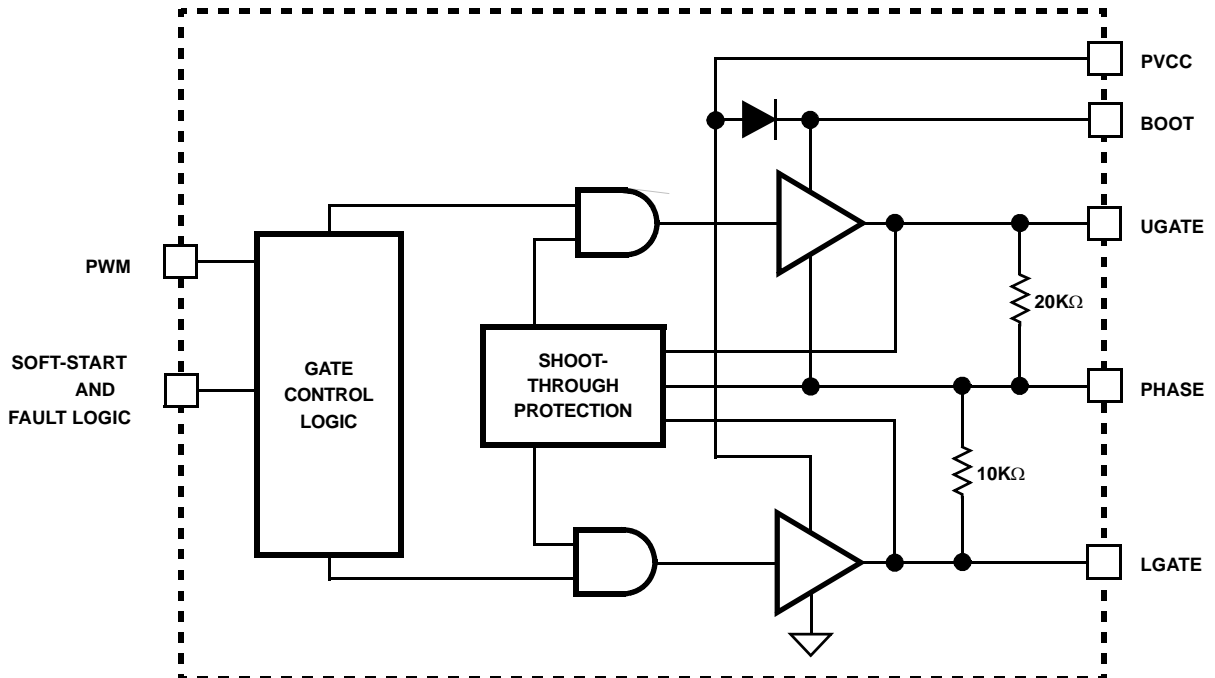 PVCC
BOOT
UGATE
PWM
20KΩ
SOFT-START
AND
FAULT LOGIC
GATE
CONTROL
LOGIC
SHOOT-
THROUGH
PROTECTION
PHASE
10KΩ
LGATE